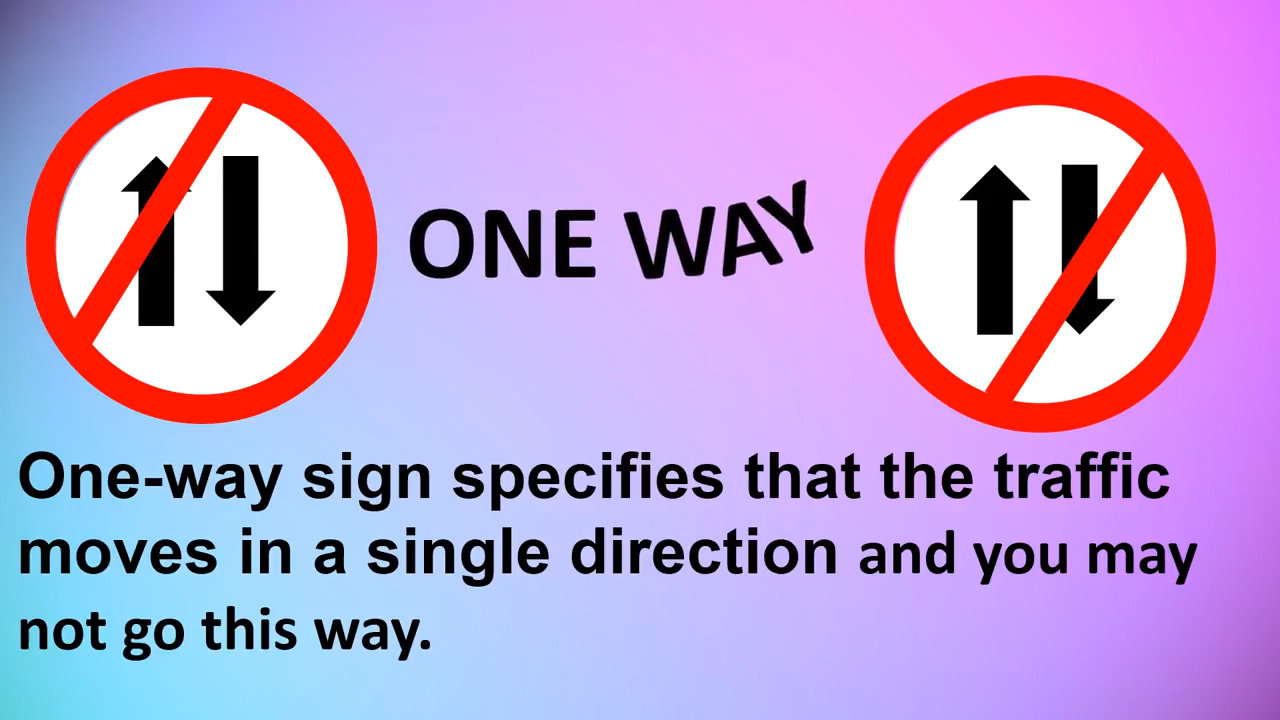 ONE WAY
One-way sign specifies that the traffic
moves in a single direction and you may
not go this way.